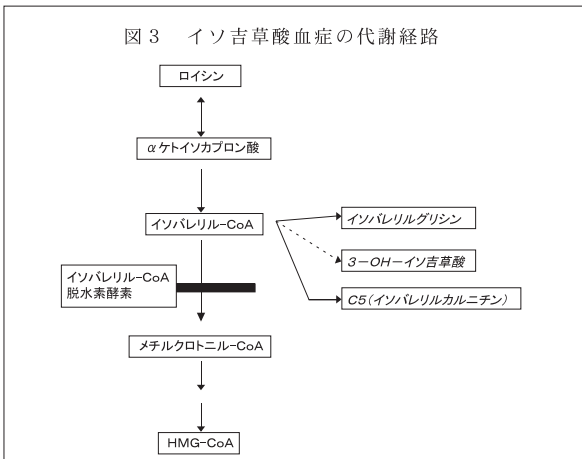 図3 イソ吉草酸血症の代謝経路
ロイシン
αケトイソカプロン酸
イソバレリル-CoA
イソバレリルグリシン
3-OH-イソ吉草酸
C5(イソバレリルカルニチン)
イソバレリル-CoA
脱水素酵素
メチルクロトニル-CoA
HMG-CoA